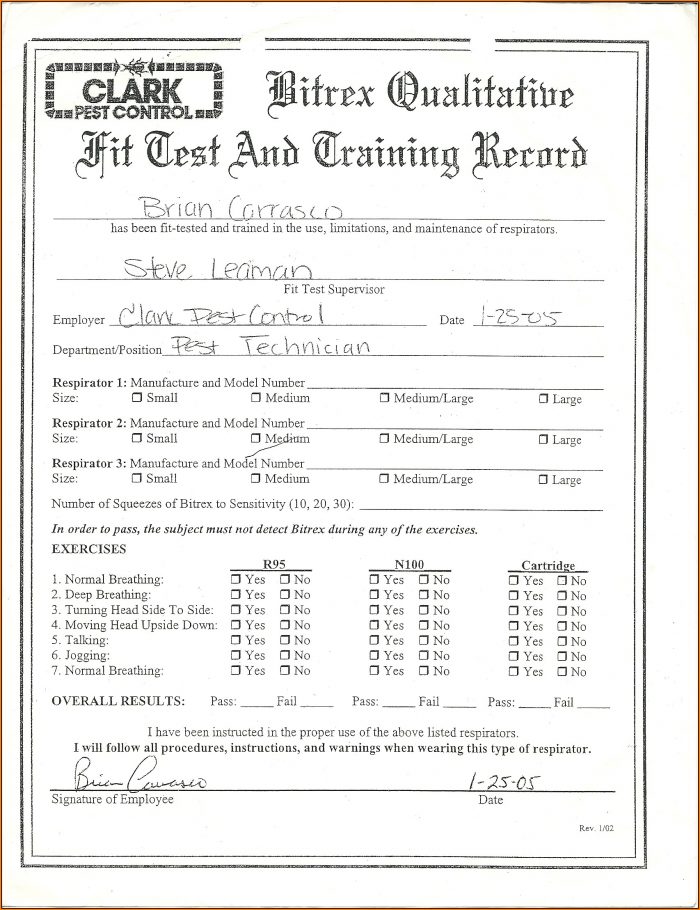 CLARK
PEST CONTROL
Bitrex Qualitative
Fit Test And Training Record
Brian Carrasco
has been fit-tested and trained in the use, limitations, and maintenance of respirators.
Steve Leaman
Fit Test Supervisor
Employer Clark Pest Control Date 1-25-05
Department/Position Pest Technician
Respirator 1: Manufacture and Model Number
Size: ☐ Small ☐ Medium ☐ Medium/Large ☐ Large
Respirator 2: Manufacture and Model Number
Size: ☐ Small ☐ Medium ☐ Medium/Large ☐ Large
Respirator 3: Manufacture and Model Number
Size: ☐ Small ☐ Medium ☐ Medium/Large ☐ Large
Number of Squeezes of Bitrex to Sensitivity (10, 20, 30):
In order to pass, the subject must not detect Bitrex during any of the exercises.
EXERCISES
R95 N100 Cartridge
1. Normal Breathing: ☐ Yes ☐ No ☐ Yes ☐ No ☐ Yes ☐ No
2. Deep Breathing: ☐ Yes ☐ No ☐ Yes ☐ No ☐ Yes ☐ No
3. Turning Head Side To Side: ☐ Yes ☐ No ☐ Yes ☐ No ☐ Yes ☐ No
4. Moving Head Upside Down: ☐ Yes ☐ No ☐ Yes ☐ No ☐ Yes ☐ No
5. Talking: ☐ Yes ☐ No ☐ Yes ☐ No ☐ Yes ☐ No
6. Jogging: ☐ Yes ☐ No ☐ Yes ☐ No ☐ Yes ☐ No
7. Normal Breathing: ☐ Yes ☐ No ☐ Yes ☐ No ☐ Yes ☐ No
OVERALL RESULTS: Pass: ____ Fail ____ Pass: ____ Fail ____ Pass: ____ Fail ____
I have been instructed in the proper use of the above listed respirators.
I will follow all procedures, instructions, and warnings when wearing this type of respirator.
Brian Carrasco 1-25-05
Signature of Employee Date
Rev. 1/02